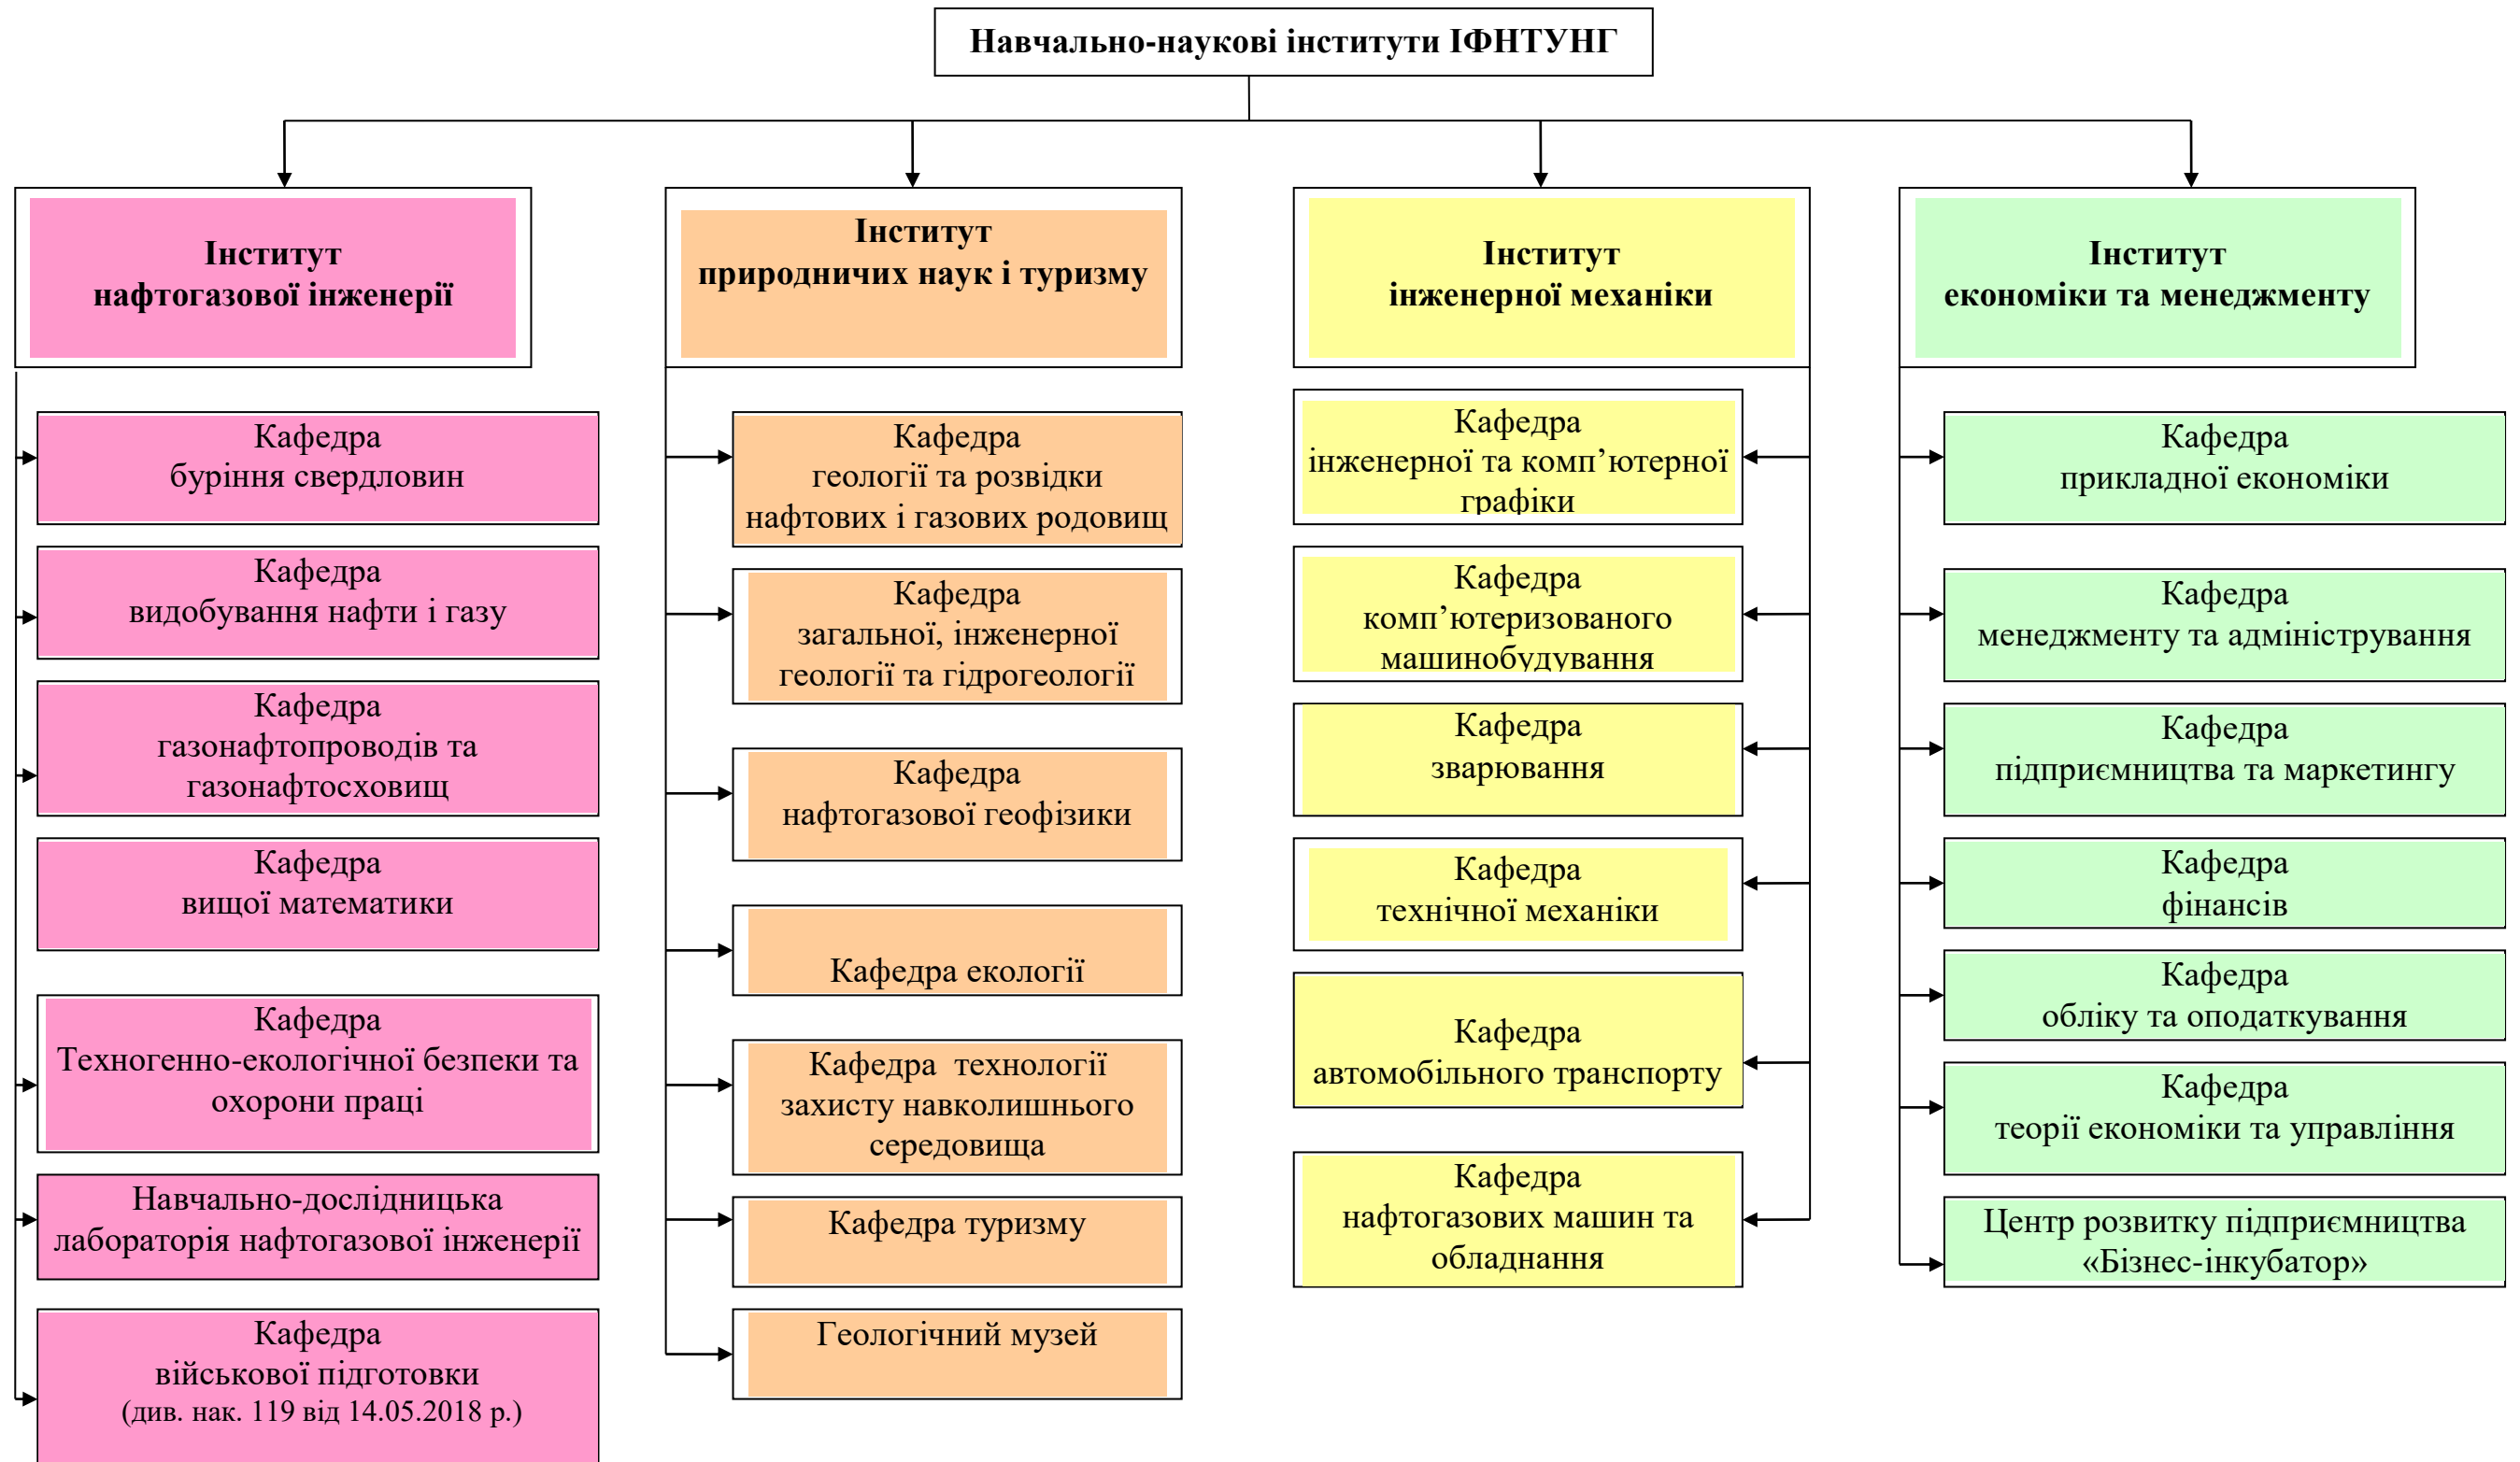 Навчально-наукові інститути ІФНТУНГ
Інститут
нафтогазової інженерії
Кафедра
буріння свердловин
Кафедра
видобування нафти і газу
Кафедра
газонафтопроводів та
газонафтосховищ
Кафедра
вищої математики
Кафедра
Техногенно-екологічної безпеки та
охорони праці
Навчально-дослідницька
лабораторія нафтогазової інженерії
Кафедра
військової підготовки
(див. нак. 119 від 14.05.2018 р.)
Інститут
природничих наук і туризму
Кафедра
геології та розвідки
нафтових і газових родовищ
Кафедра
загальної, інженерної
геології та гідрогеології
Кафедра
нафтогазової геофізики
Кафедра екології
Кафедра технології
захисту навколишнього
середовища
Кафедра туризму
Геологічний музей
Інститут
інженерної механіки
Кафедра
інженерної та комп’ютерної
графіки
Кафедра
комп’ютеризованого
машинобудування
Кафедра
зварювання
Кафедра
технічної механіки
Кафедра
автомобільного транспорту
Кафедра
нафтогазових машин та
обладнання
Інститут
економіки та менеджменту
Кафедра
прикладної економіки
Кафедра
менеджменту та адміністрування
Кафедра
підприємництва та маркетингу
Кафедра
фінансів
Кафедра
обліку та оподаткування
Кафедра
теорії економіки та управління
Центр розвитку підприємництва
«Бізнес-інкубатор»